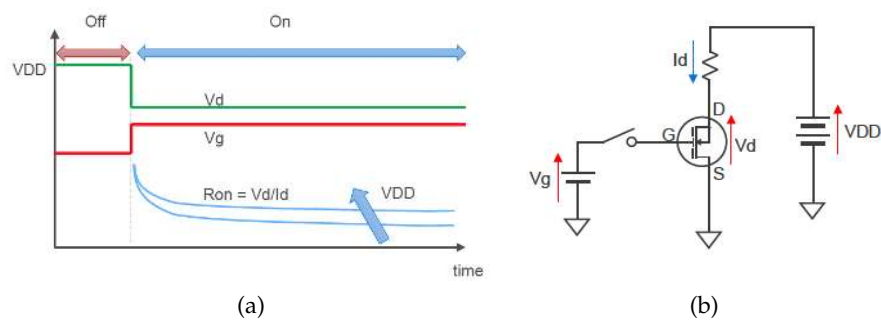 Off
On
VDD
Vd
Vg
Ron = Vd/Id
VDD
time
(a)
Id
D
G
Vd
S
VDD
Vg
(b)